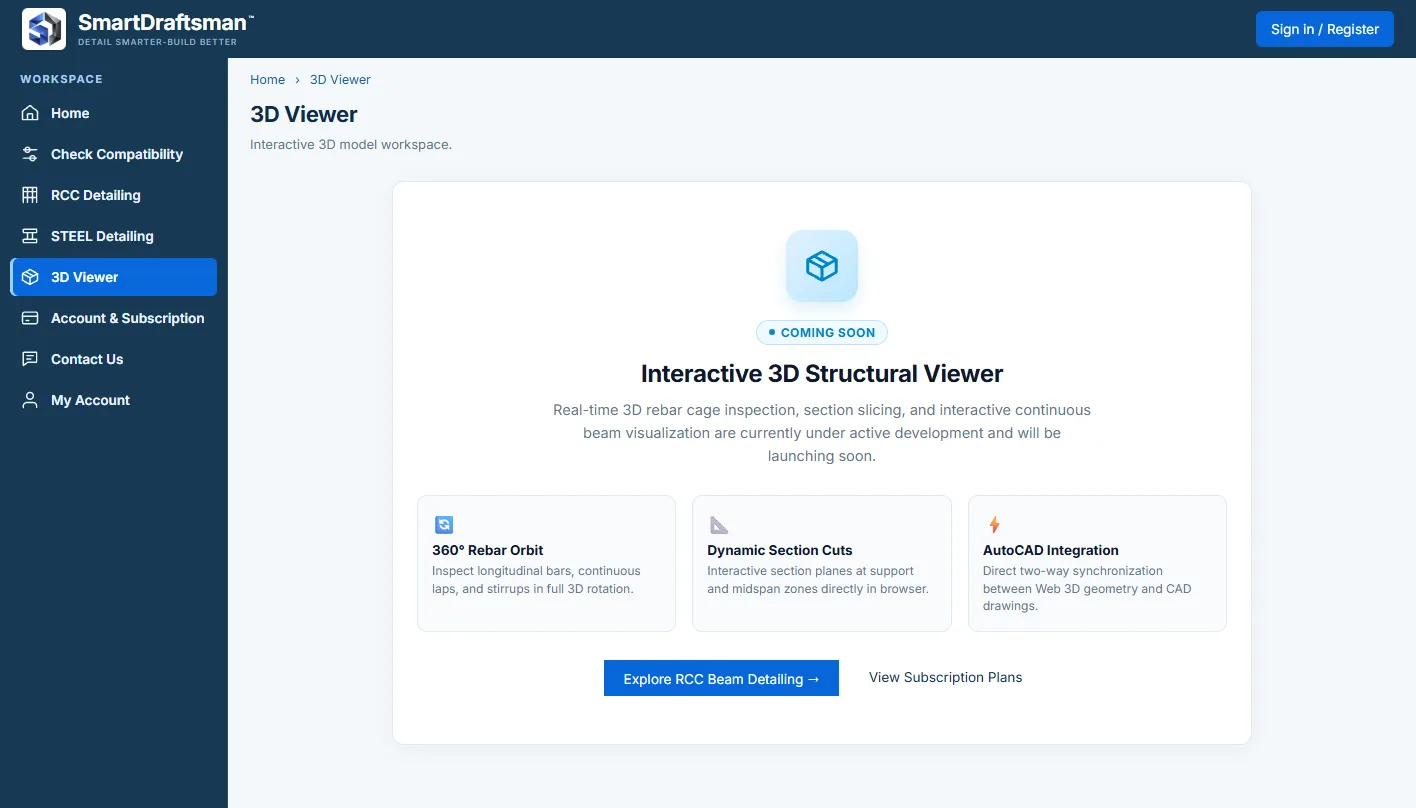 SmartDraftsman™
DETAIL SMARTER-BUILD BETTER
Sign in / Register
WORKSPACE
Home
Check Compatibility
RCC Detailing
STEEL Detailing
3D Viewer
Account & Subscription
Contact Us
My Account
Home › 3D Viewer
3D Viewer
Interactive 3D model workspace.
COMING SOON
Interactive 3D Structural Viewer
Real-time 3D rebar cage inspection, section slicing, and interactive continuous
beam visualization are currently under active development and will be
launching soon.
360° Rebar Orbit
Inspect longitudinal bars, continuous
laps, and stirrups in full 3D rotation.
Dynamic Section Cuts
Interactive section planes at support
and midspan zones directly in browser.
AutoCAD Integration
Direct two-way synchronization
between Web 3D geometry and CAD
drawings.
Explore RCC Beam Detailing →
View Subscription Plans